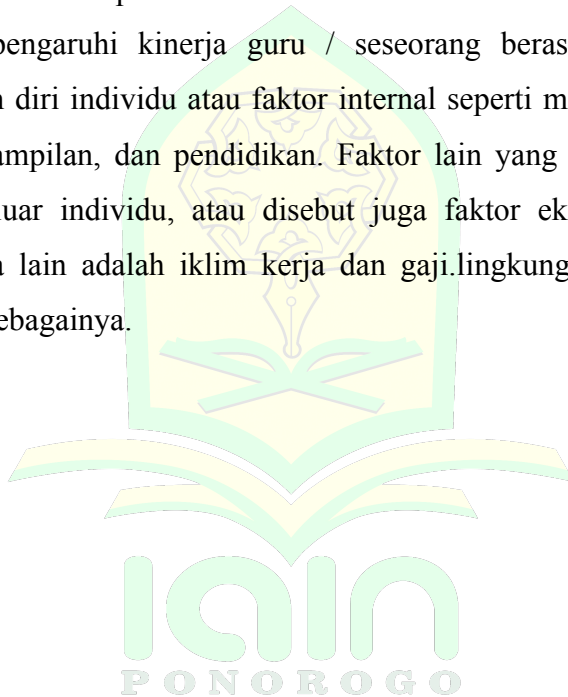 pengaruhi kinerja guru / seseorang beras
diri individu atau faktor internal seperti m
ampilan, dan pendidikan. Faktor lain yang
luar individu, atau disebut juga faktor ek
lain adalah iklim kerja dan gaji.lingkung
ebagainya.
IAIN
PONOROGO